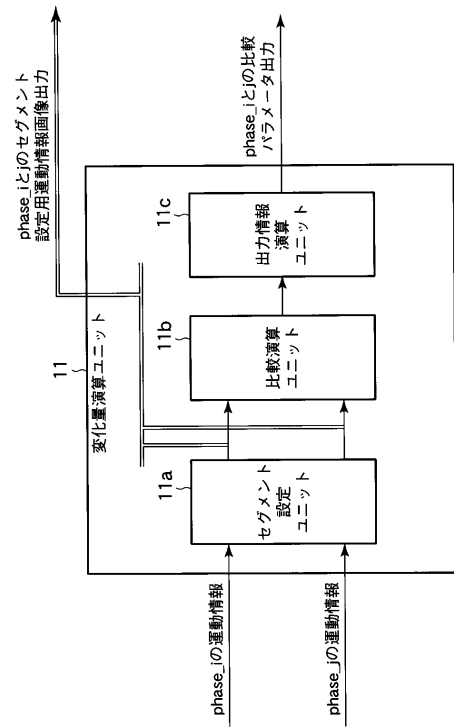 phase_iとjのセグメント
設定用運動情報画像出力
11
変化量演算ユニット
phase_iの運動情報
phase_jの運動情報
11a
セグメント
設定
ユニット
11b
比較演算
ユニット
11c
出力情報
演算
ユニット
phase_iとjの比較
パラメータ出力